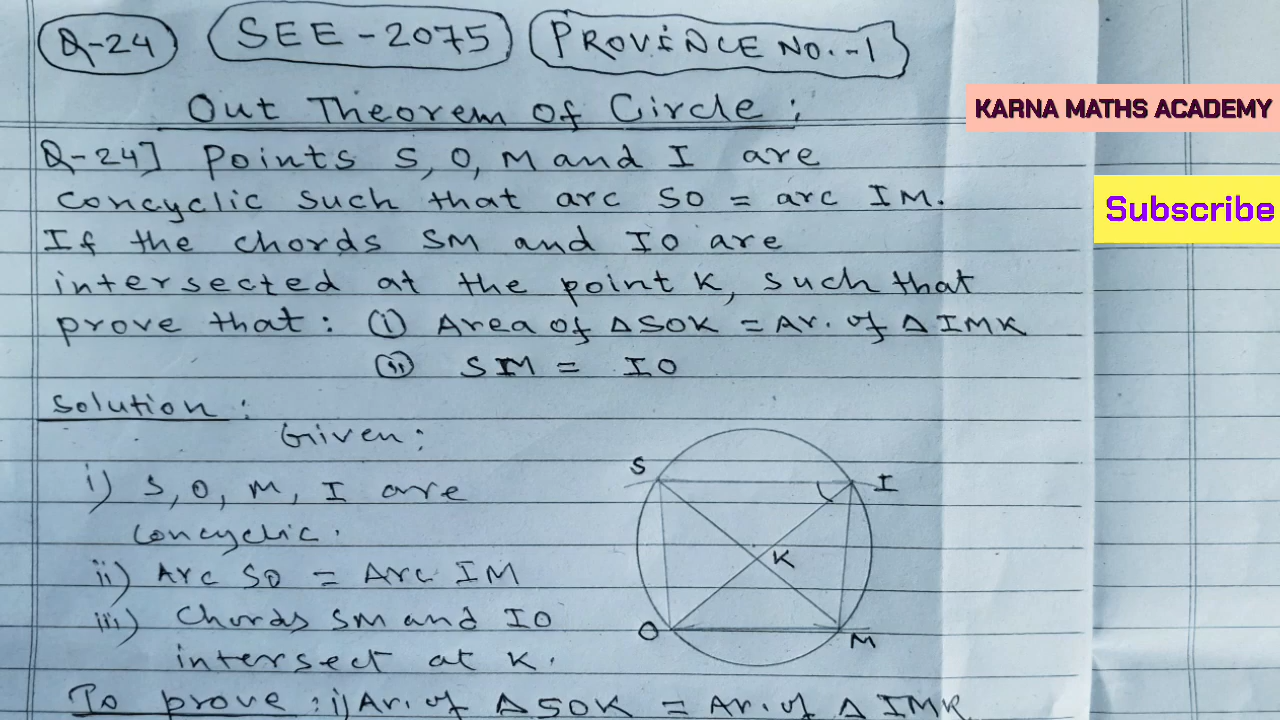 Q-24 SEE-2075 PROVINCE NO.-1
Out Theorem of Circle:
KARNA MATHS ACADEMY
Q-24] Points S, O, M and I are
concyclic such that arc SO = arc IM.
Subscribe
If the chords SM and IO are
intersected at the point K, such that
prove that: (i) Area of ΔSOK = Ar. of ΔIMK
(ii) SM = IO
Solution:
Given:
i) S, O, M, I are
concyclic.
ii) Arc SO = Arc IM
iii) Chords SM and IO
intersect at K.
S
I
K
O
M
To prove: i) Ar. of ΔSOK = Ar. of ΔIMK